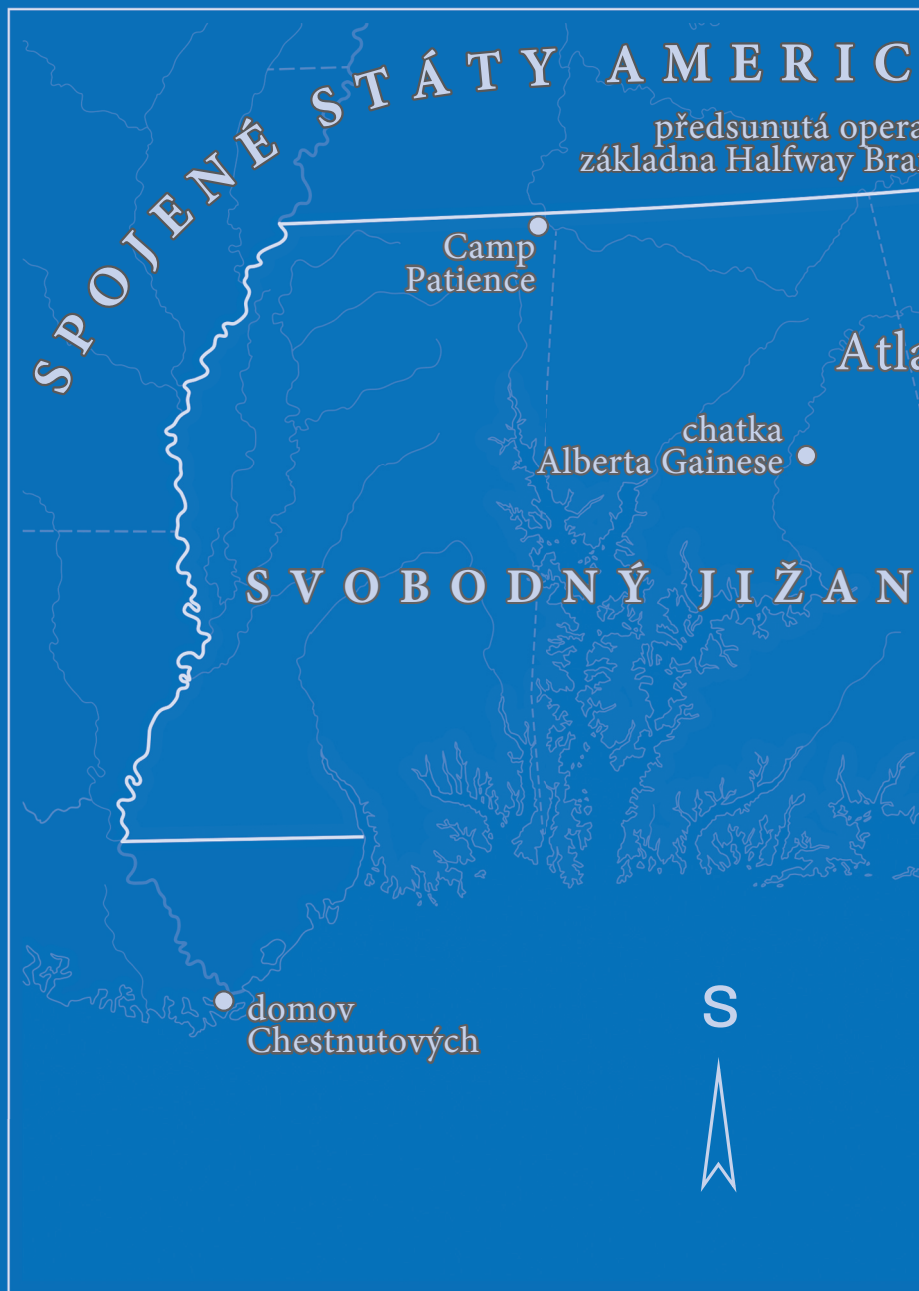 SPOJENÉ STÁTY AMERIC
předsunutá opera
základna Halfway Bra
Camp
Patience
Atla
chatka
Alberta Gainese
SVOBODNÝ JIŽAN
domov
Chestnutových
S